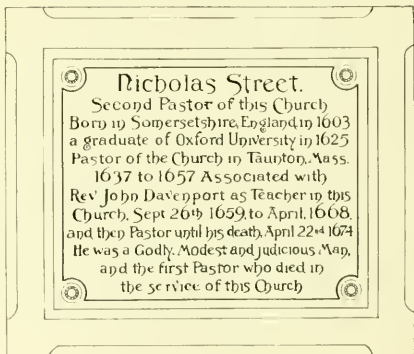 Nicholas Street.
Second Pastor of this Church
Born in Somersetshire, England, in 1603
a graduate of Oxford University in 1625
Pastor of the Church in Taunton, Mass.
1637 to 1657 Associated with
Rev John Davenport as Teacher in this
Church, Sept 26th 1659, to April, 1668,
and then Pastor until his death, April 22nd 1674
He was a Godly, Modest and judicious Man,
and the first Pastor who died in
the service of this Church